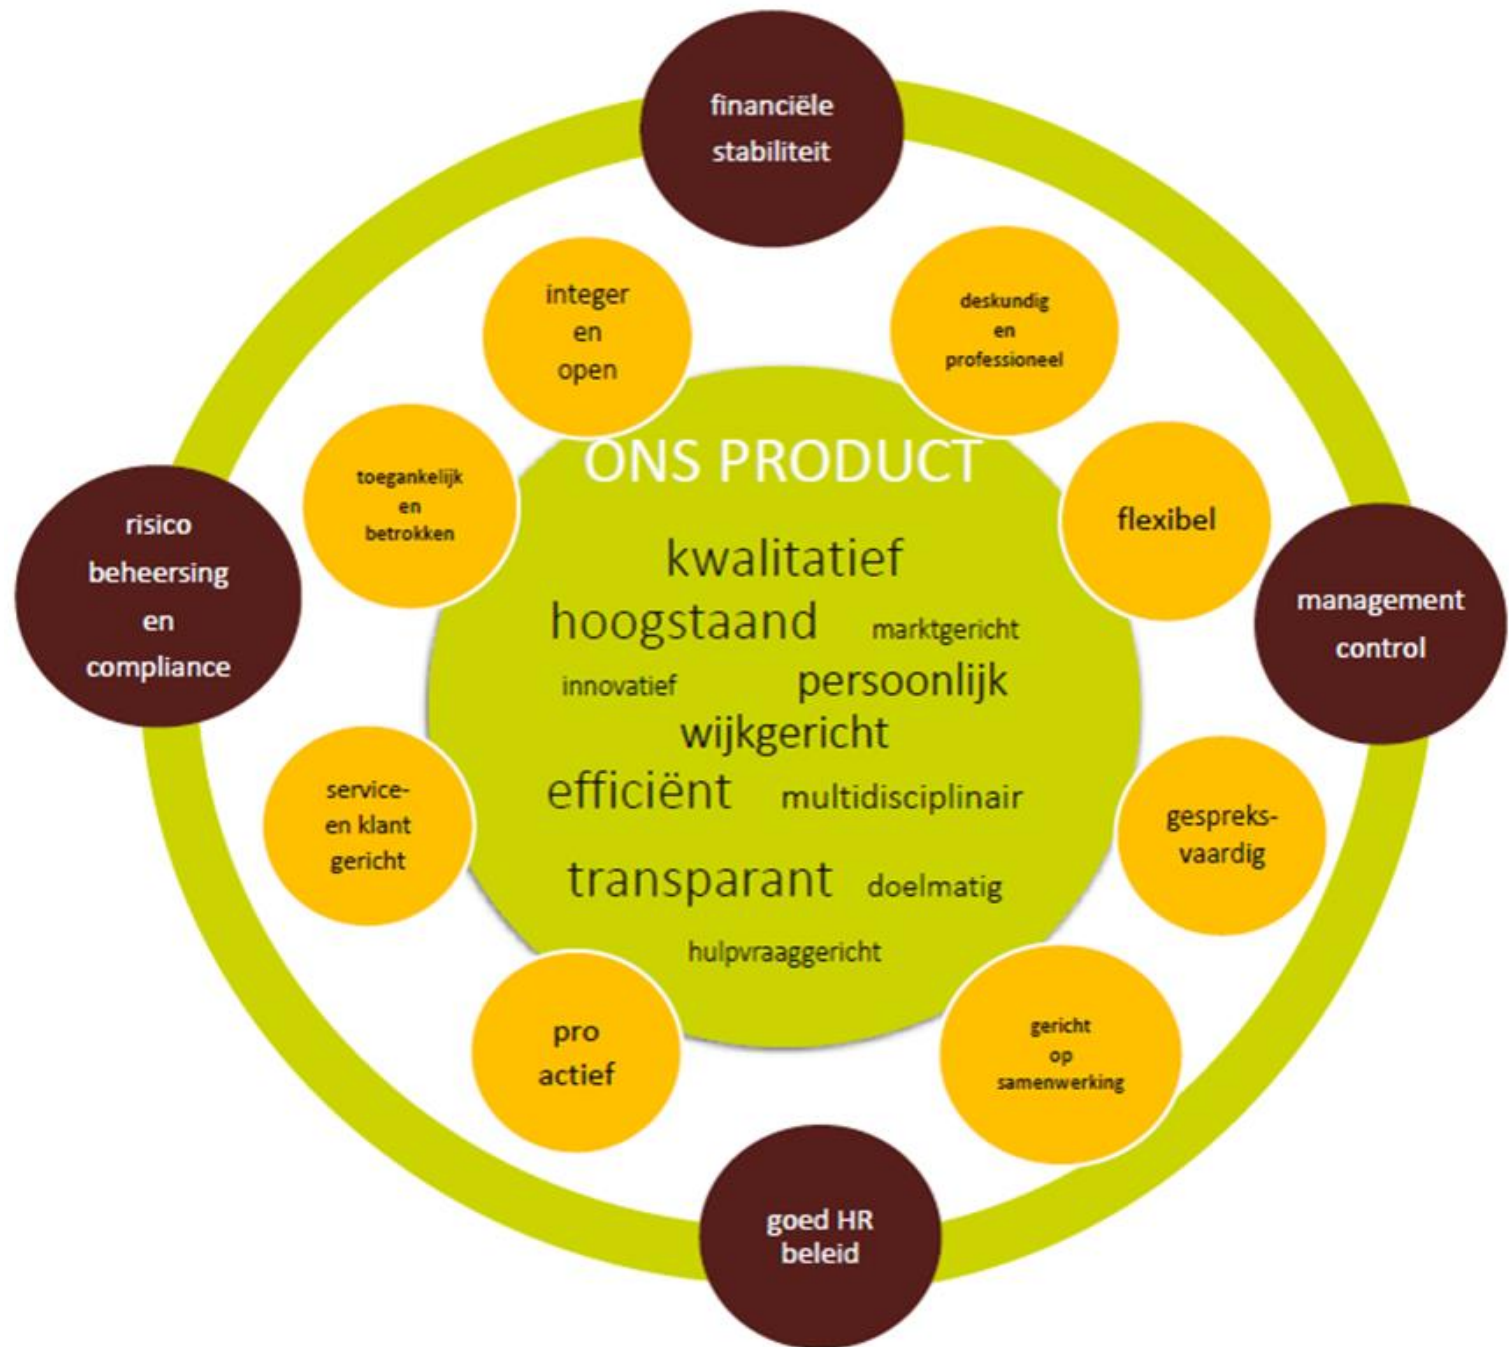 financiële
stabiliteit
integer
en
open
deskundig
en
professioneel
toegankelijk
en
betrokken
flexibel
risico
beheersing
en
compliance
management
control
ONS PRODUCT
kwalitatief
hoogstaand marktgericht
innovatief persoonlijk
wijkgericht
efficiënt multidisciplinair
transparant doelmatig
hulpvraaggericht
service-
en klant
gericht
gespreks-
vaardig
pro
actief
gericht
op
samenwerking
goed HR
beleid